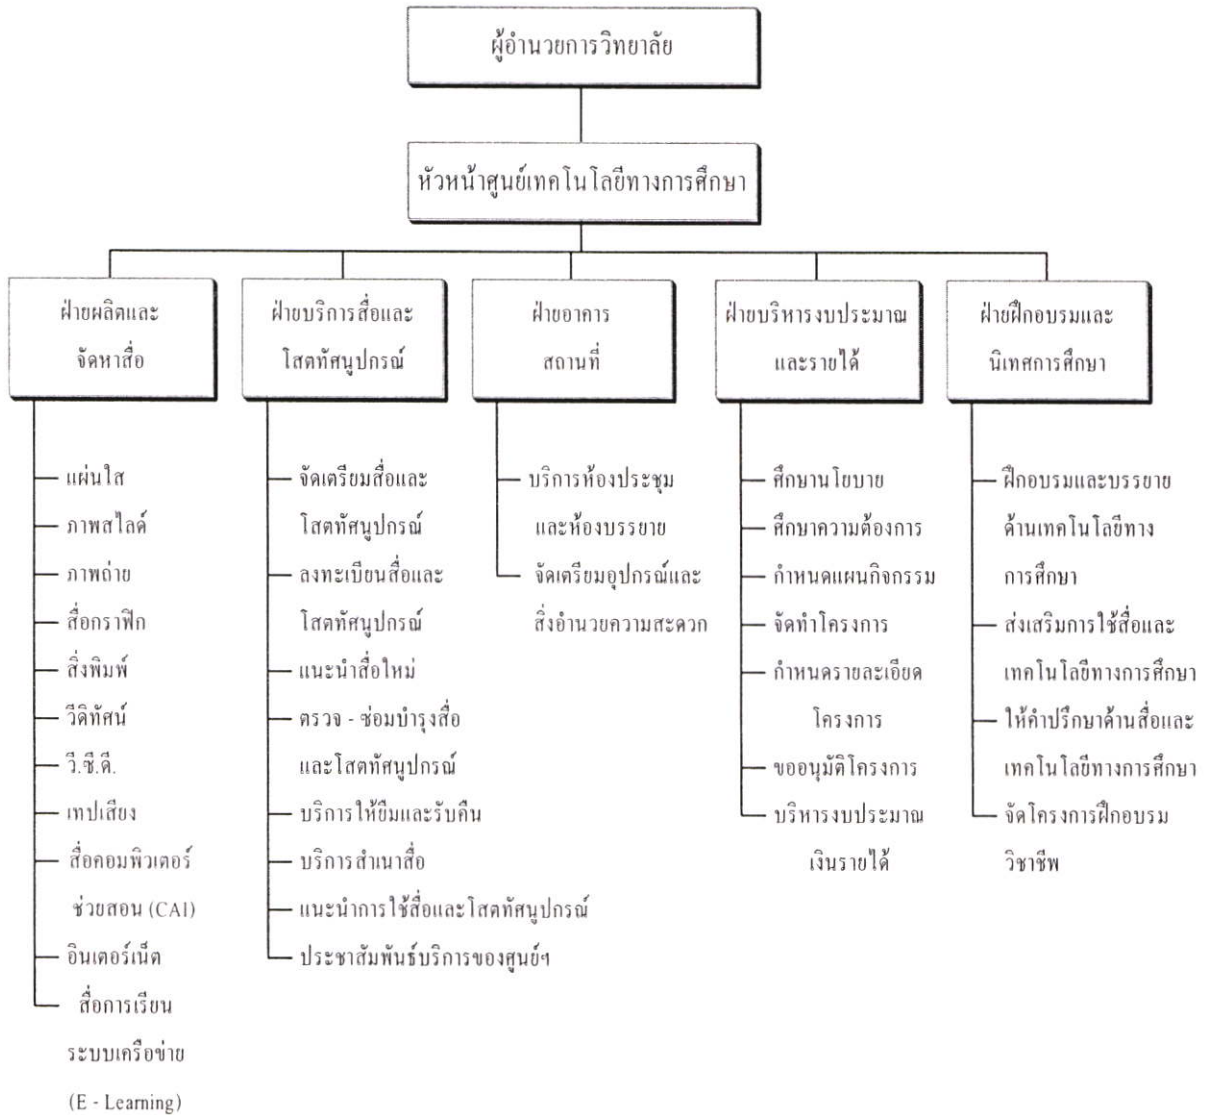 ผู้อำนวยการวิทยาลัย
หัวหน้าศูนย์เทคโนโลยีทางการศึกษา
ฝ่ายผลิตและ
จัดหาสื่อ
แผ่นใส
ภาพสไลด์
ภาพถ่าย
สื่อกราฟิก
สิ่งพิมพ์
วีดิทัศน์
วี.ซี.ดี.
เทปเสียง
สื่อคอมพิวเตอร์
ช่วยสอน (CAI)
อินเตอร์เน็ต
สื่อการเรียน
ระบบเครือข่าย
(E - Learning)
ฝ่ายบริการสื่อและ
โสตทัศนูปกรณ์
จัดเตรียมสื่อและ
โสตทัศนูปกรณ์
ลงทะเบียนสื่อและ
โสตทัศนูปกรณ์
แนะนำสื่อใหม่
ตรวจ - ซ่อมบำรุงสื่อ
และโสตทัศนูปกรณ์
บริการให้ยืมและรับคืน
บริการสำเนาสื่อ
แนะนำการใช้สื่อและโสตทัศนูปกรณ์
ประชาสัมพันธ์บริการของศูนย์ฯ
ฝ่ายอาคาร
สถานที่
บริการห้องประชุม
และห้องบรรยาย
จัดเตรียมอุปกรณ์และ
สิ่งอำนวยความสะดวก
ฝ่ายบริหารงบประมาณ
และรายได้
ศึกษานโยบาย
ศึกษาความต้องการ
กำหนดแผนกิจกรรม
จัดทำโครงการ
กำหนดรายละเอียด
โครงการ
ขออนุมัติโครงการ
บริหารงบประมาณ
เงินรายได้
ฝ่ายฝึกอบรมและ
นิเทศการศึกษา
ฝึกอบรมและบรรยาย
ด้านเทคโนโลยีทาง
การศึกษา
ส่งเสริมการใช้สื่อและ
เทคโนโลยีทางการศึกษา
ให้คำปรึกษาด้านสื่อและ
เทคโนโลยีทางการศึกษา
จัดโครงการฝึกอบรม
วิชาชีพ